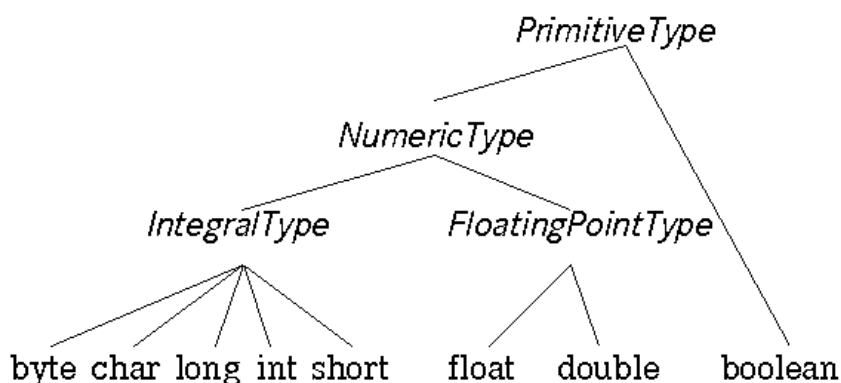 PrimitiveType
NumericType
IntegralType FloatingPointType
byte char long int short float double boolean